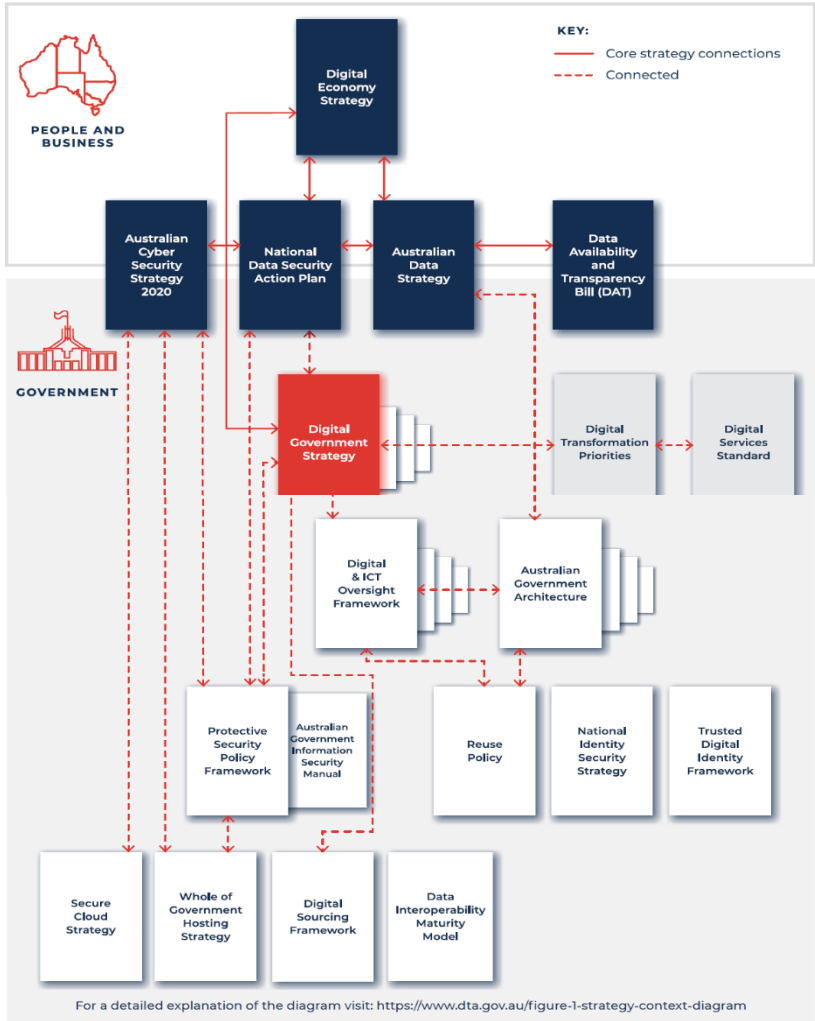 KEY:
Core strategy connections
Connected
PEOPLE AND
BUSINESS
Digital
Economy
Strategy
Australian
Cyber
Security
Strategy
2020
National
Data Security
Action Plan
Australian
Data
Strategy
Data
Availability
and
Transparency
Bill (DAT)
GOVERNMENT
Digital
Government
Strategy
Digital
Transformation
Priorities
Digital
Services
Standard
Digital
& ICT
Oversight
Framework
Australian
Government
Architecture
Protective
Security
Policy
Framework
Australian
Government
Information
Security
Manual
Reuse
Policy
National
Identity
Security
Strategy
Trusted
Digital
Identity
Framework
Secure
Cloud
Strategy
Whole of
Government
Hosting
Strategy
Digital
Sourcing
Framework
Data
Interoperability
Maturity
Model
For a detailed explanation of the diagram visit: https://www.dta.gov.au/figure-1-strategy-context-diagram